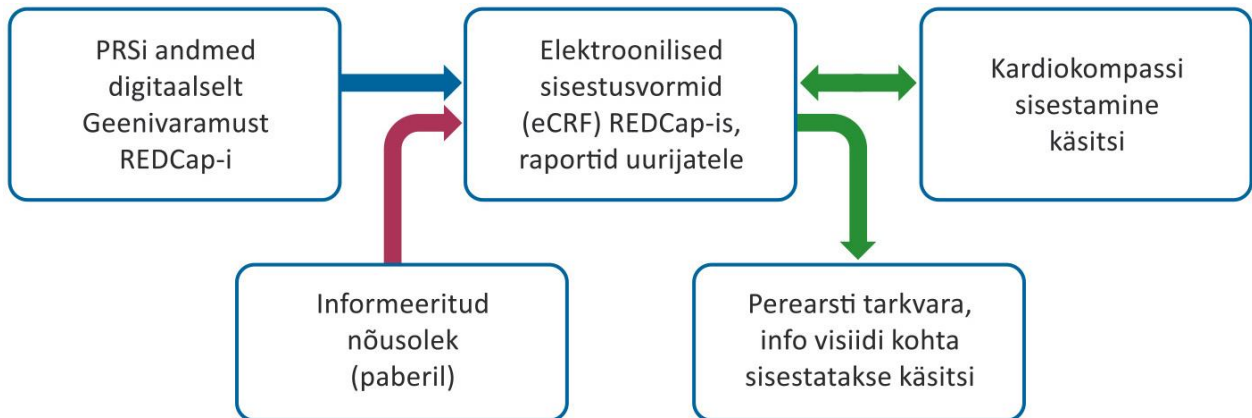 PRSi andmed
digitaalselt
Geenivaramust
REDCap-i
Elektroonilised
sisestusvormid
(eCRF) REDCap-is,
raportid uurijatele
Kardiokompassi
sisestamine
käsitsi
Informeeritud
nõusolek
(paberil)
Perearsti tarkvara,
info visiidi kohta
sisestatakse käsitsi